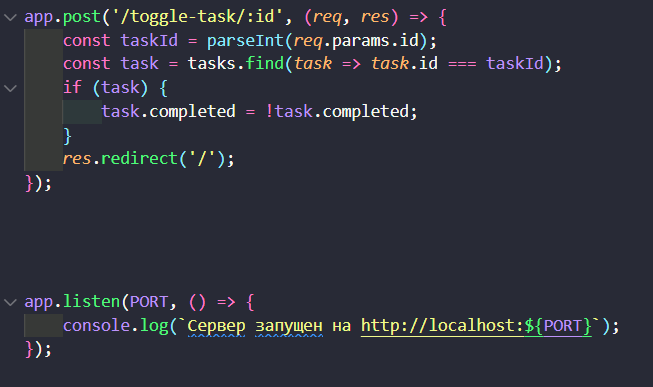 app.post('/toggle-task/:id', (req, res) => {
    const taskId = parseInt(req.params.id);
    const task = tasks.find(task => task.id === taskId);
    if (task) {
        task.completed = !task.completed;
    }
    res.redirect('/');
});
app.listen(PORT, () => {
    console.log(`Сервер запущен на http://localhost:${PORT}`);
});